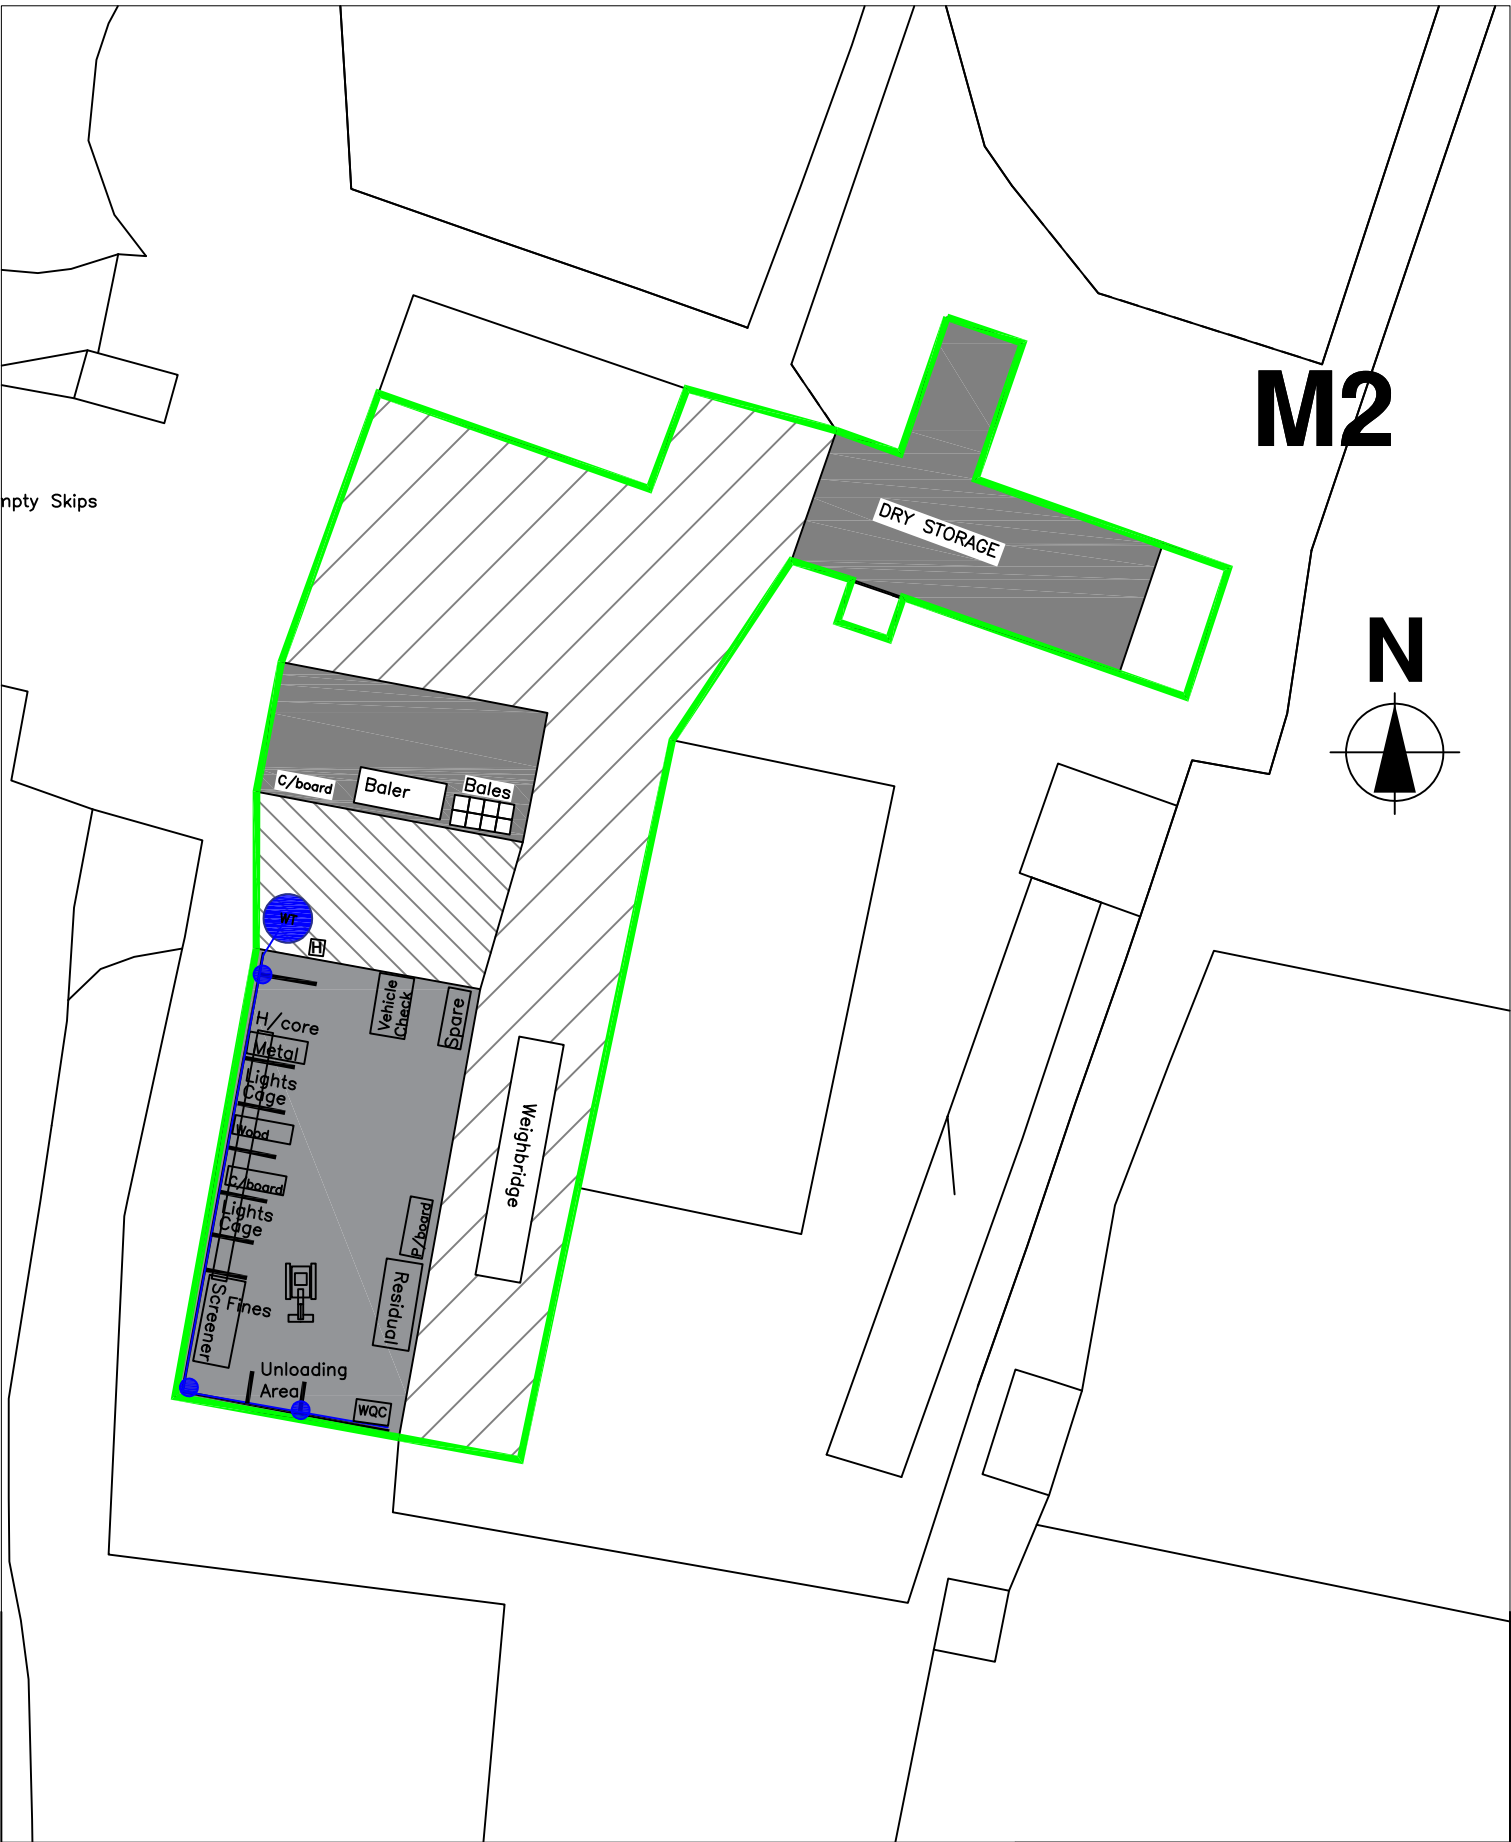 M2
mpty Skips
DRY STORAGE
N
C/board
Baler
Bales
WT
H
Vehicle
Check
Spare
H/core
Metal
Lights
Cage
Wood
C/board
Lights
Cage
Weighbridge
P/board
Residual
Screener
Fines
Unloading
Area
WQC